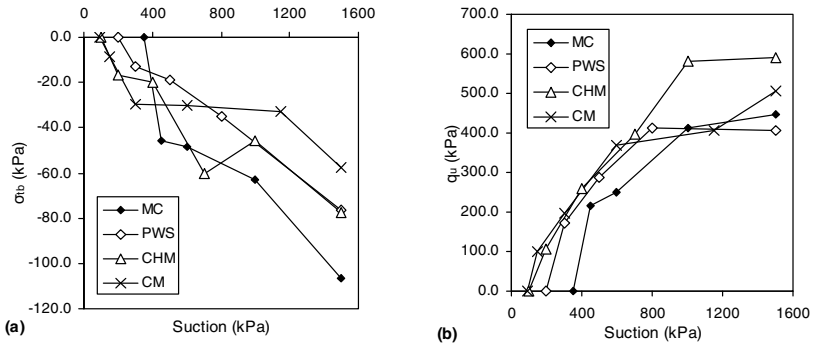 0 400 800 1200 1600
0.0
-20.0
-40.0
-60.0
-80.0
-100.0
-120.0
σtb (kPa)
MC
PWS
CHM
CM
(a)
Suction (kPa)
700.0
600.0
500.0
400.0
300.0
200.0
100.0
0.0
qu (kPa)
MC
PWS
CHM
CM
0 400 800 1200 1600
(b)
Suction (kPa)